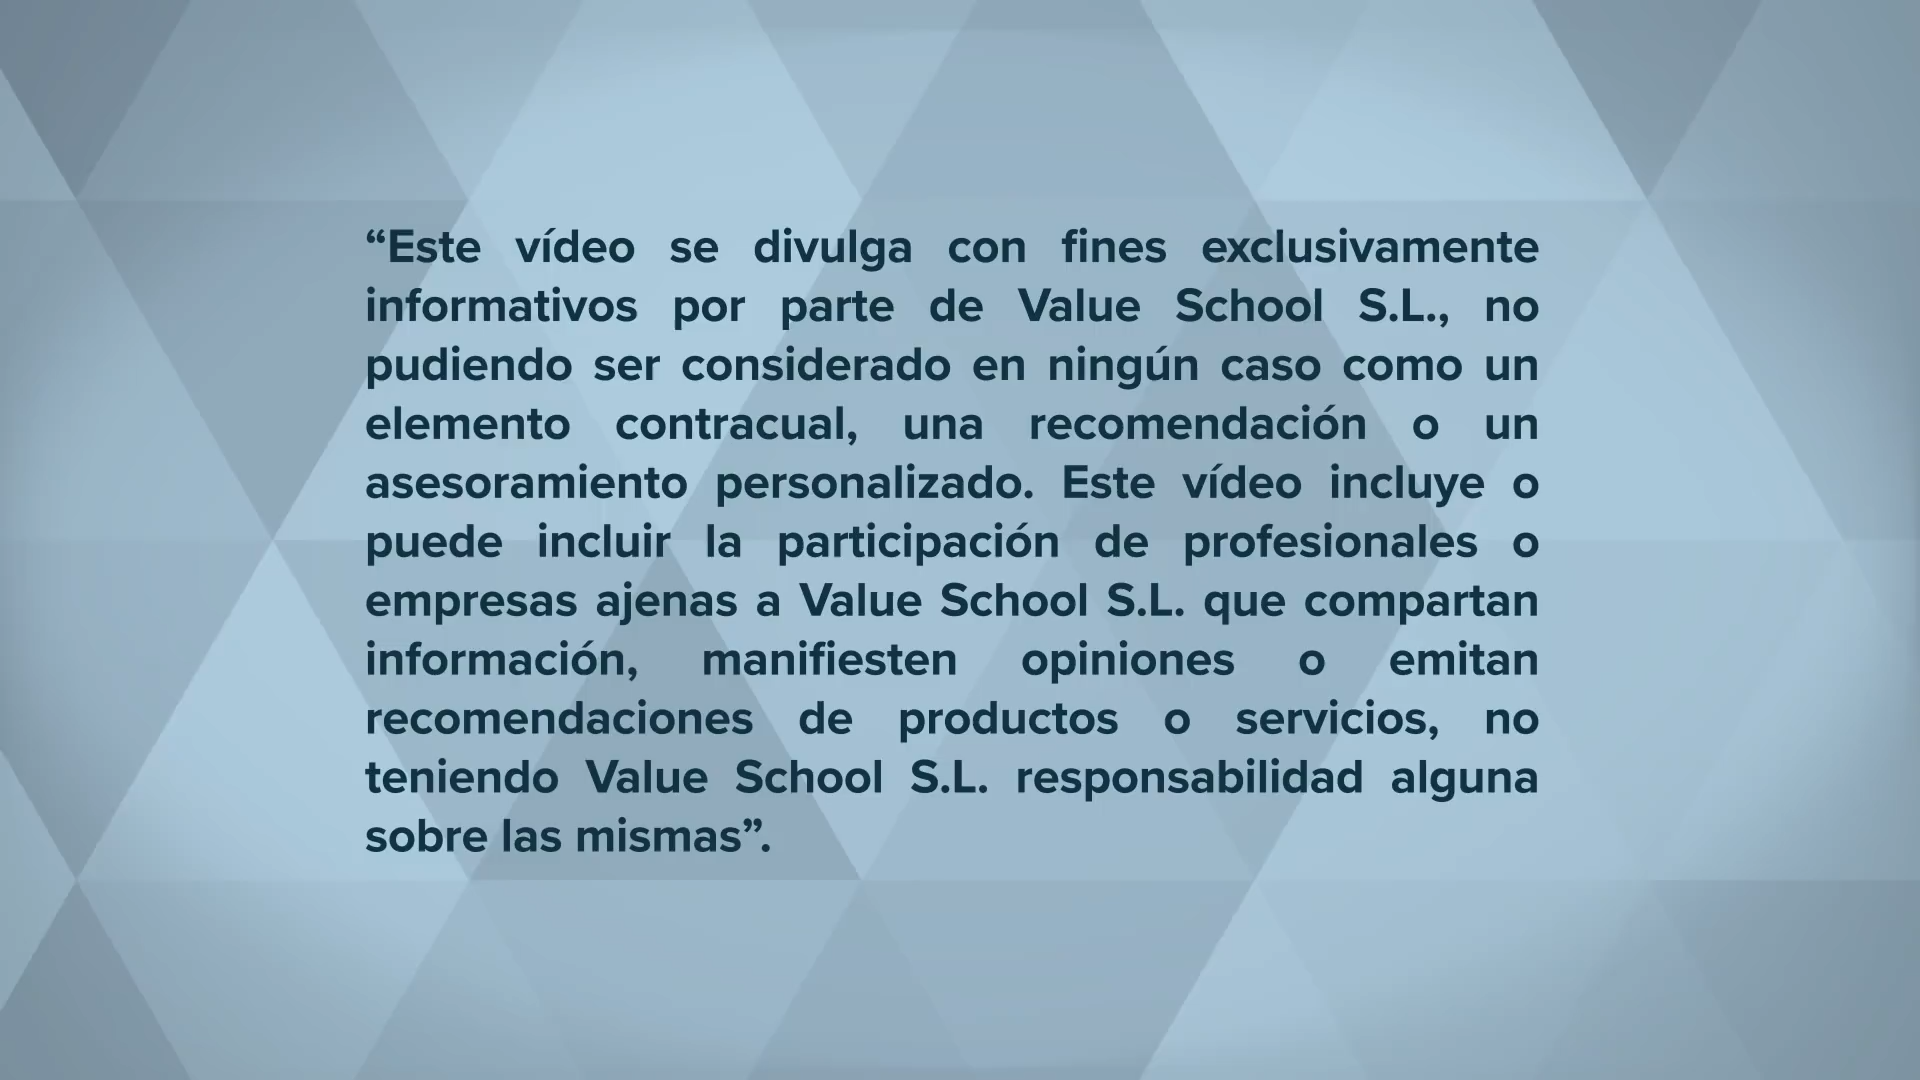 “Este vídeo se divulga con fines exclusivamente
informativos por parte de Value School S.L., no
pudiendo ser considerado en ningún caso como un
elemento contracual, una recomendación o un
asesoramiento personalizado. Este vídeo incluye o
puede incluir la participación de profesionales o
empresas ajenas a Value School S.L. que compartan
información, manifiesten opiniones o emitan
recomendaciones de productos o servicios, no
teniendo Value School S.L. responsabilidad alguna
sobre las mismas”.